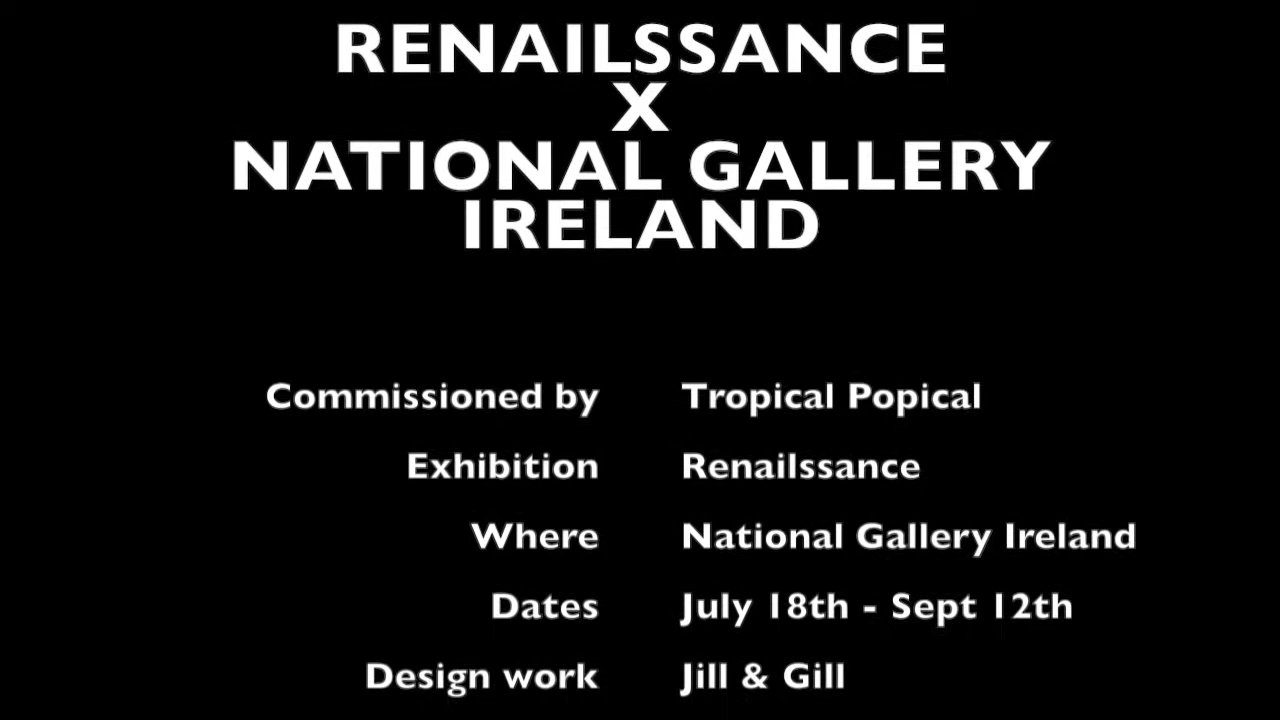 RENAILSSANCE
X
NATIONAL GALLERY
IRELAND
Commissioned by Tropical Popical
Exhibition Renailssance
Where National Gallery Ireland
Dates July 18th - Sept 12th
Design work Jill & Gill